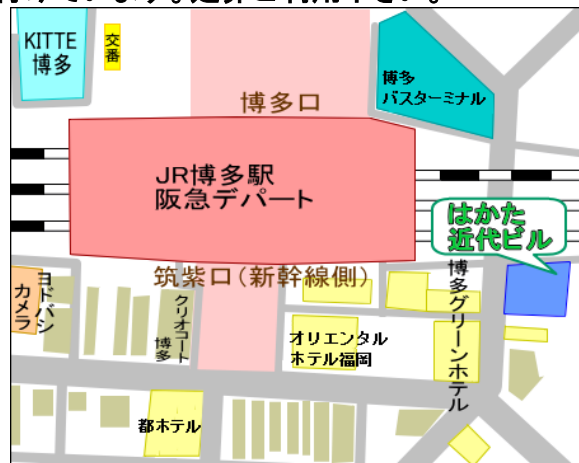 KITTE
博多
交番
博多
バスターミナル
博多口
JR博多駅
阪急デパート
はかた
近代ビル
筑紫口(新幹線側)
ヨドバシ
カメラ
クリオコート
博多
オリエンタル
ホテル福岡
博多グリーンホテル
都ホテル